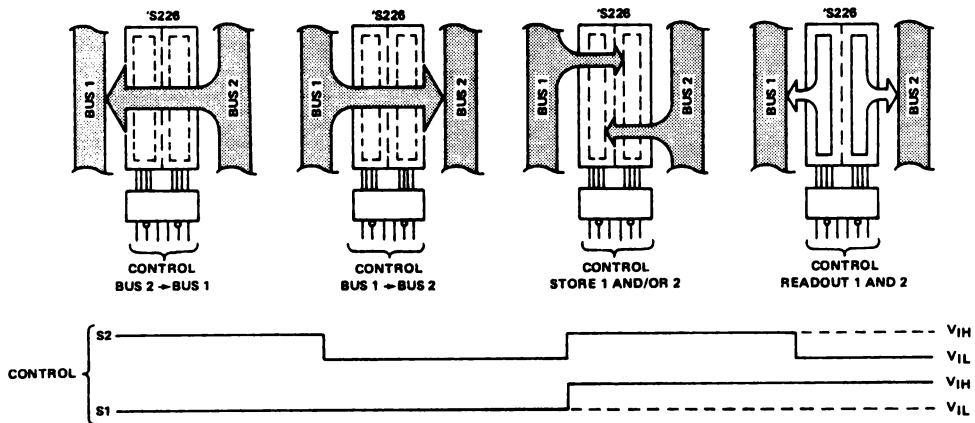 'S226
'S226
'S226
'S226
BUS 1
BUS 2
BUS 1
BUS 2
BUS 1
BUS 2
BUS 1
BUS 2
CONTROL
BUS 2 → BUS 1
CONTROL
BUS 1 → BUS 2
CONTROL
STORE 1 AND/OR 2
CONTROL
READOUT 1 AND 2
CONTROL
S2
VIH
VIL
VIH
S1
VIL